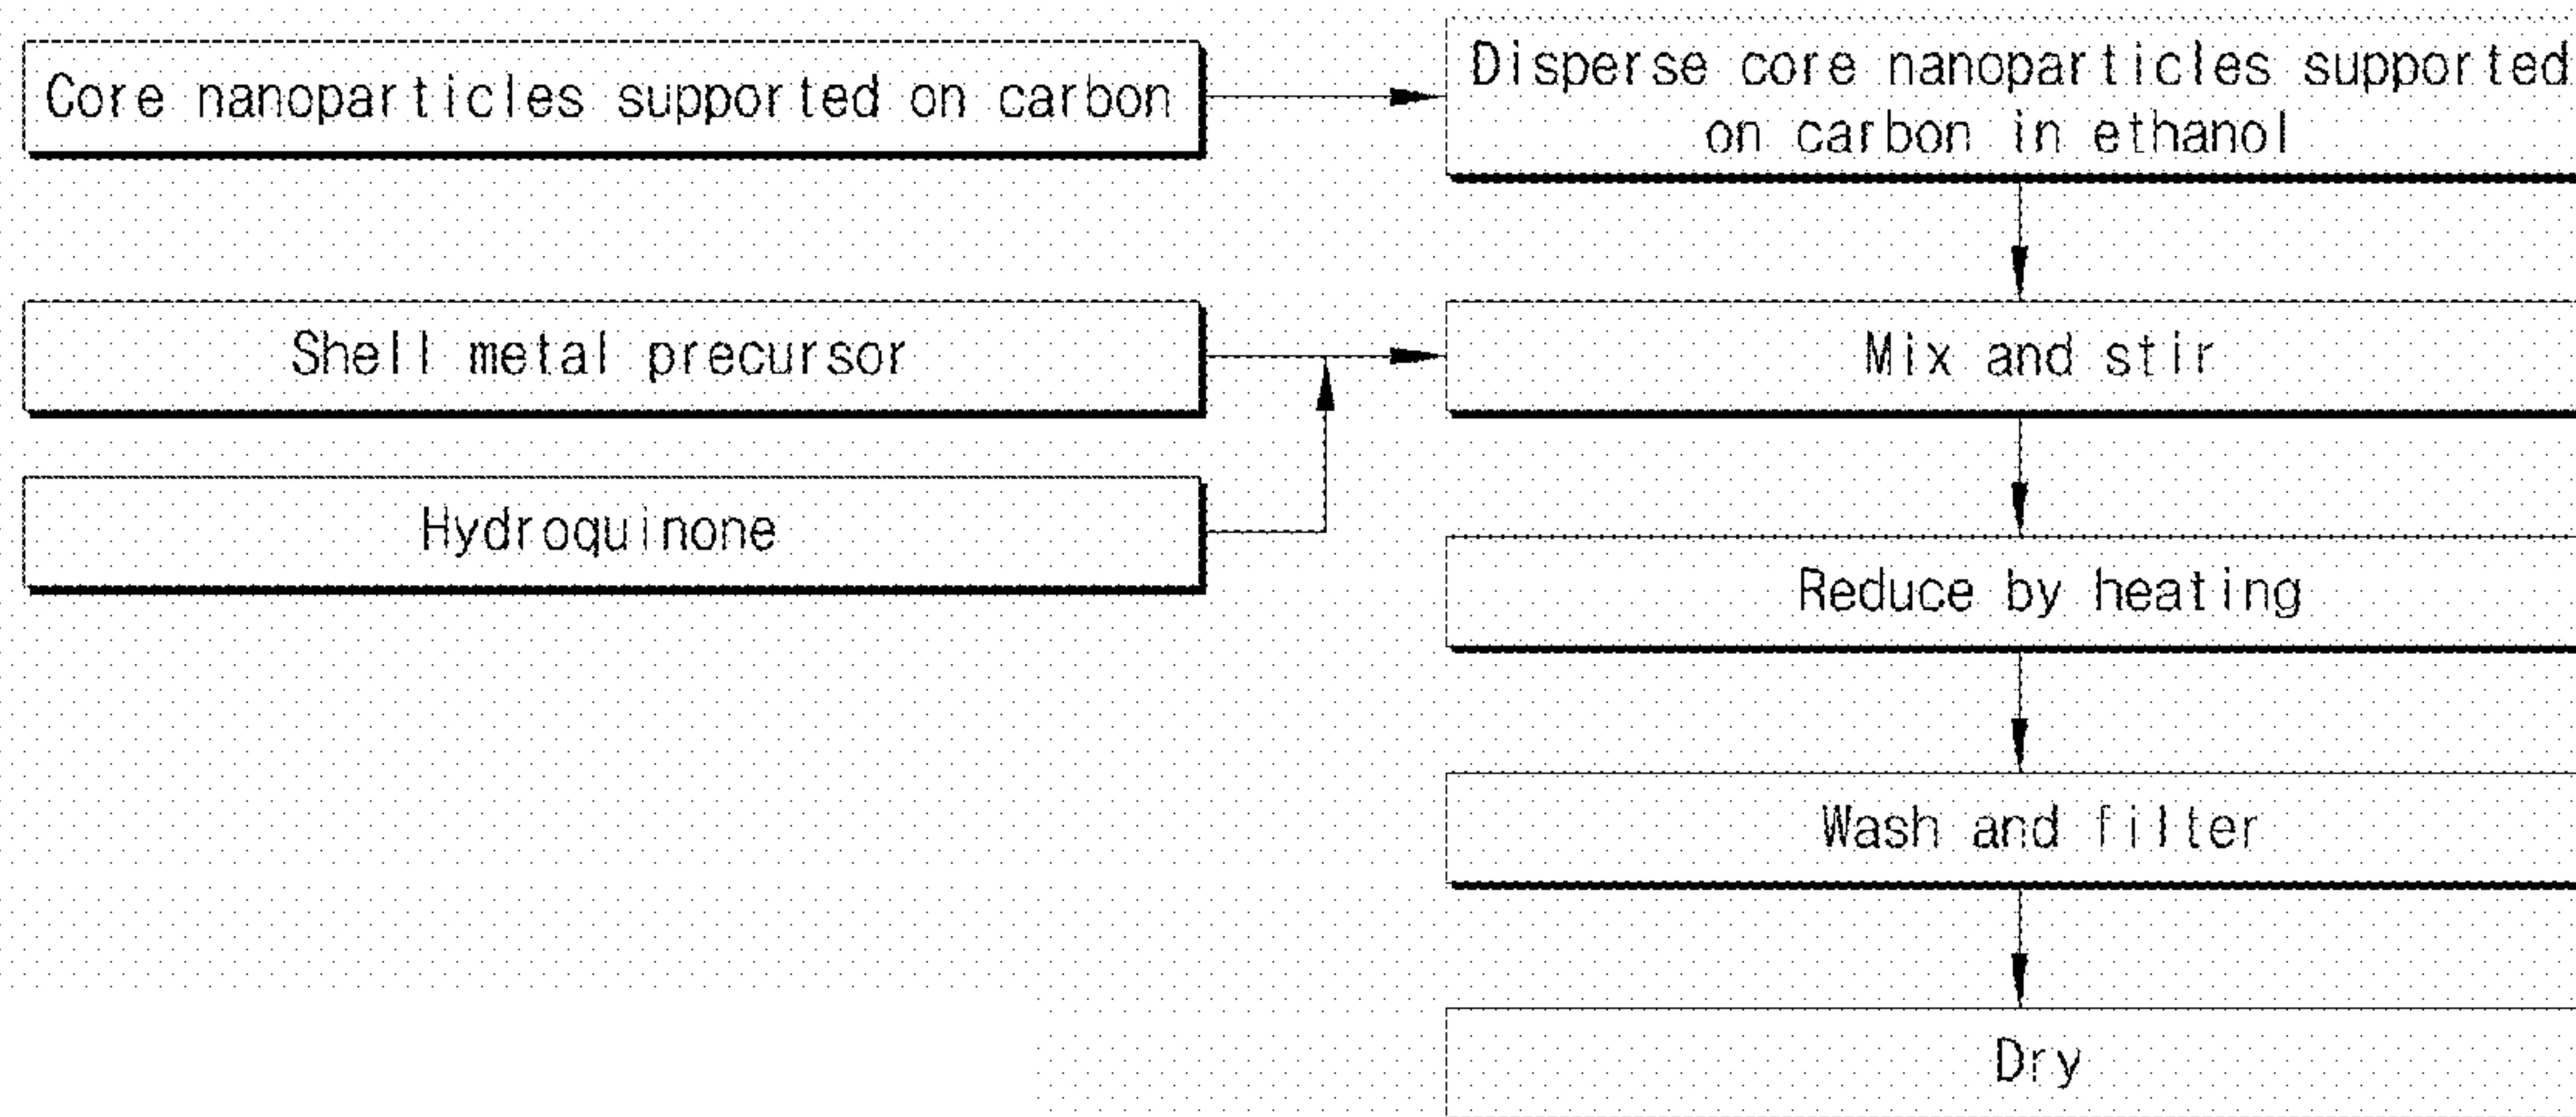 Core nanoparticles supported on carbon
Disperse core nanoparticles supported
on carbon in ethanol
Shell metal precursor
Mix and stir
Hydroquinone
Reduce by heating
Wash and filter
Dry